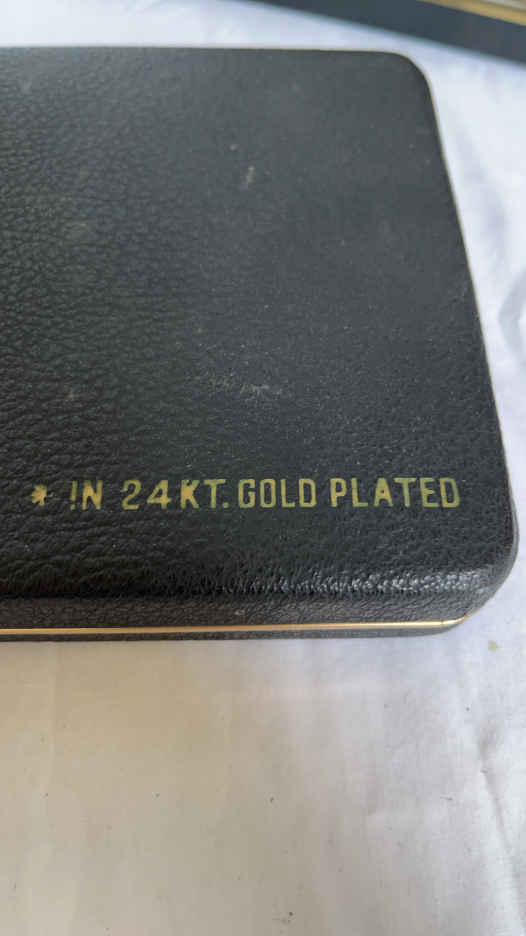 * IN 24KT. GOLD PLATED